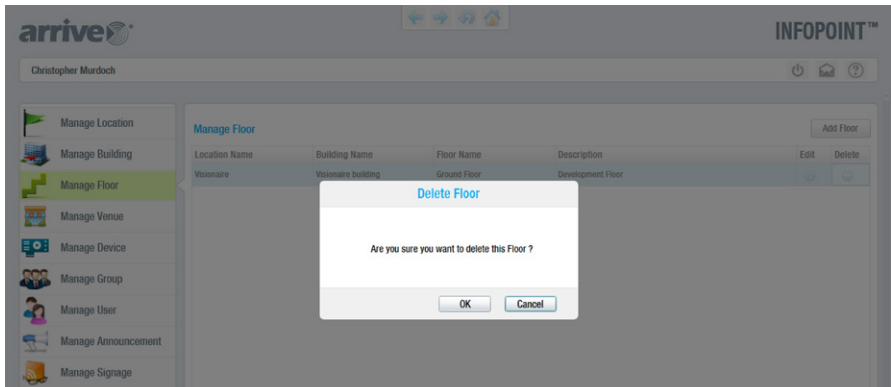 arrive
INFOPOINT™
Christopher Murdoch
Manage Location
Manage Floor
Add Floor
Manage Building
Location Name Building Name Floor Name Description Edit Delete
Visionaire Visionaire building Ground Floor Development Floor
Manage Floor
Delete Floor
Manage Venue
Are you sure you want to delete this Floor ?
Manage Device
Manage Group
OK Cancel
Manage User
Manage Announcement
Manage Signage